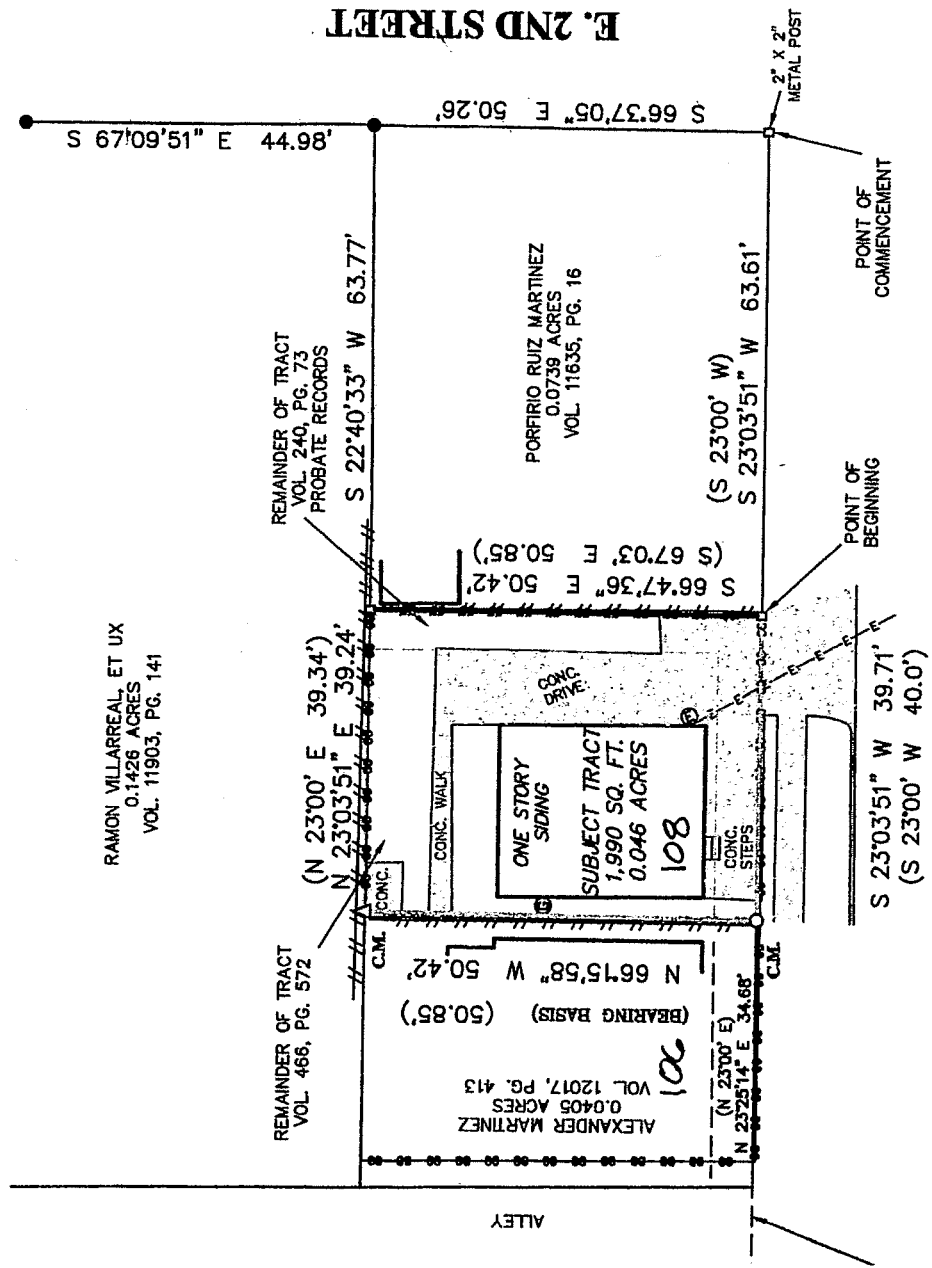 E. 2ND STREET
S 67°09'51" E 44.98'
S 66°37'05" E 50.26'
2" X 2"
METAL POST
POINT OF
COMMENCEMENT
REMAINDER OF TRACT
VOL. 240, PG. 73
PROBATE RECORDS
S 22°40'33" W 63.77'
PORFIRIO RUIZ MARTINEZ
0.0739 ACRES
VOL. 11635, PG. 16
(S 23°00' W)
S 23°03'51" W 63.61'
POINT OF
BEGINNING
S 66°47'36" E 50.42'
(S 67°03' E 50.85')
RAMON VILLARREAL, ET UX
0.1426 ACRES
VOL. 11903, PG. 141
(N 23°00' E 39.34')
N 23°03'51" E 39.24'
CONC.
DRIVE
CONC. WALK
CONC.
ONE STORY
SIDING
SUBJECT TRACT
1,990 SQ. FT.
0.046 ACRES
108
CONC.
STEPS
E
E
E
E
E
E
G
S 23°03'51" W 39.71'
(S 23°00' W 40.0')
REMAINDER OF TRACT
VOL. 466, PG. 572
C.M.
C.M.
N 66°15'58" W 50.42'
(BEARING BASIS) (50.85')
106
ALEXANDER MARTINEZ
0.0405 ACRES
VOL. 12017, PG. 413
(N 23°00' E)
N 23°25'14" E 34.68'
ALLEY